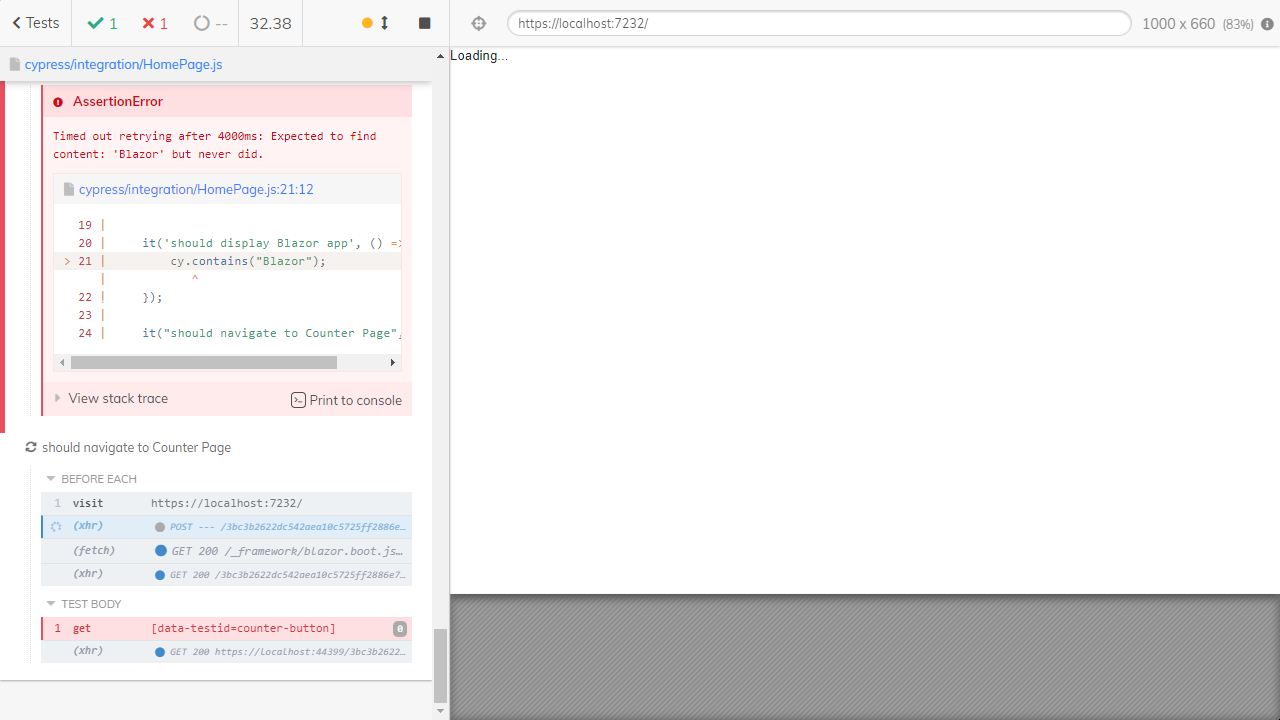 Tests 1 1 -- 32.38 https://localhost:7232/ 1000 x 660 (83%)
cypress/integration/HomePage.js
Loading...
AssertionError
Timed out retrying after 4000ms: Expected to find
content: 'Blazor' but never did.
cypress/integration/HomePage.js:21:12
19 |
20 | it('should display Blazor app', () =>
> 21 | cy.contains("Blazor");
| ^
22 | });
23 |
24 | it("should navigate to Counter Page",
View stack trace Print to console
should navigate to Counter Page
BEFORE EACH
1 visit https://localhost:7232/
(xhr) POST --- /3bc3b2622dc542aea10c5725ff2886e…
(fetch) GET 200 /_framework/blazor.boot.js…
(xhr) GET 200 /3bc3b2622dc542aea10c5725ff2886e7…
TEST BODY
1 get [data-testid=counter-button] 0
(xhr) GET 200 https://localhost:44399/3bc3b2622…